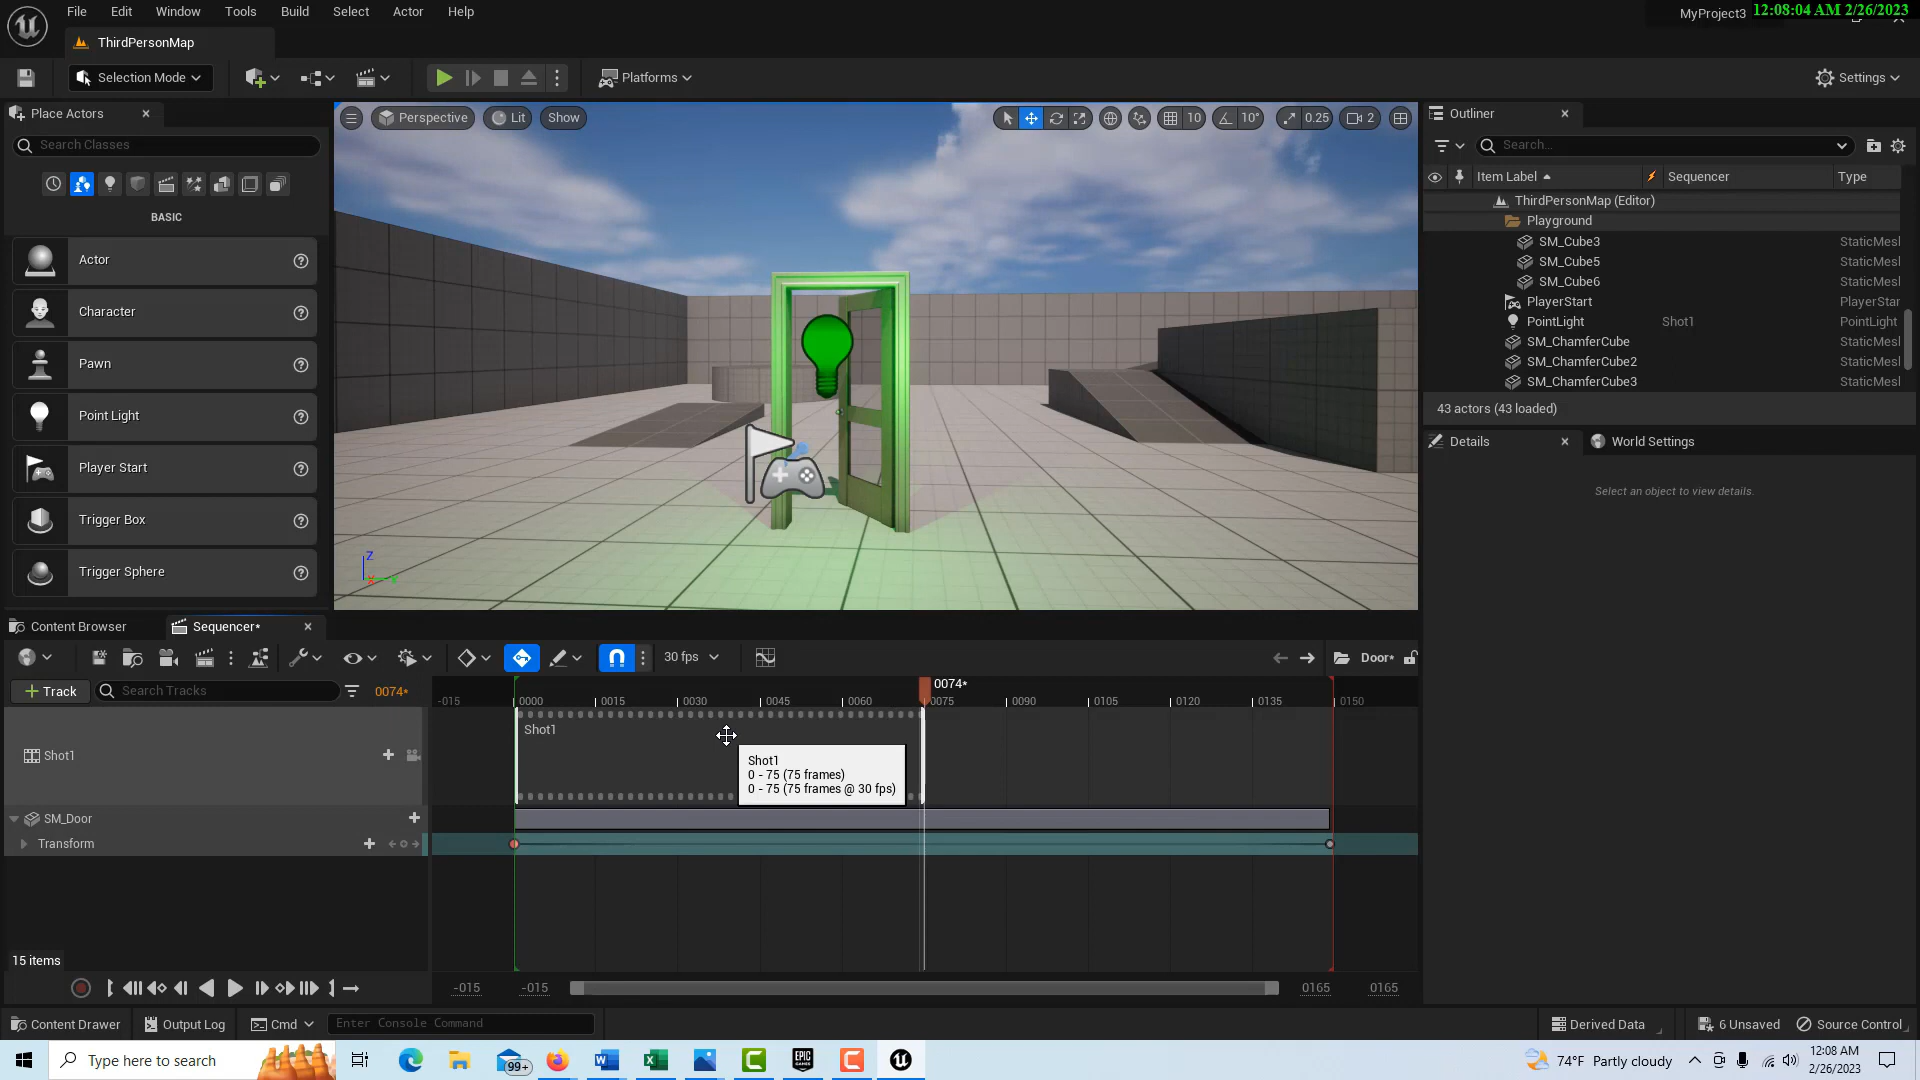 File Edit Window Tools Build Select Actor Help
MyProject3
12:08:04 AM 2/26/2023
ThirdPersonMap
Selection Mode
Platforms
Settings
Place Actors
Search Classes
BASIC
Actor
Character
Pawn
Point Light
Player Start
Trigger Box
Trigger Sphere
Perspective
Lit
Show
10
10°
0.25
2
Z
Outliner
Search...
Item Label
Sequencer
Type
ThirdPersonMap (Editor)
Playground
SM_Cube3 StaticMesl
SM_Cube5 StaticMesl
SM_Cube6 StaticMesl
PlayerStart PlayerStar
PointLight Shot1 PointLight
SM_ChamferCube StaticMesl
SM_ChamferCube2 StaticMesl
SM_ChamferCube3 StaticMesl
43 actors (43 loaded)
Details
World Settings
Select an object to view details.
Content Browser
Sequencer*
30 fps
Door*
Track
Search Tracks
0074*
0074*
-015 0000 0015 0030 0045 0060 0075 0090 0105 0120 0135 0150
Shot1
Shot1
Shot1
0 - 75 (75 frames)
0 - 75 (75 frames @ 30 fps)
SM_Door
Transform
15 items
-015 -015 0165 0165
Content Drawer
Output Log
Cmd
Enter Console Command
Derived Data
6 Unsaved
Source Control
Type here to search
99+
EPIC GAMES
74°F Partly cloudy
12:08 AM
2/26/2023